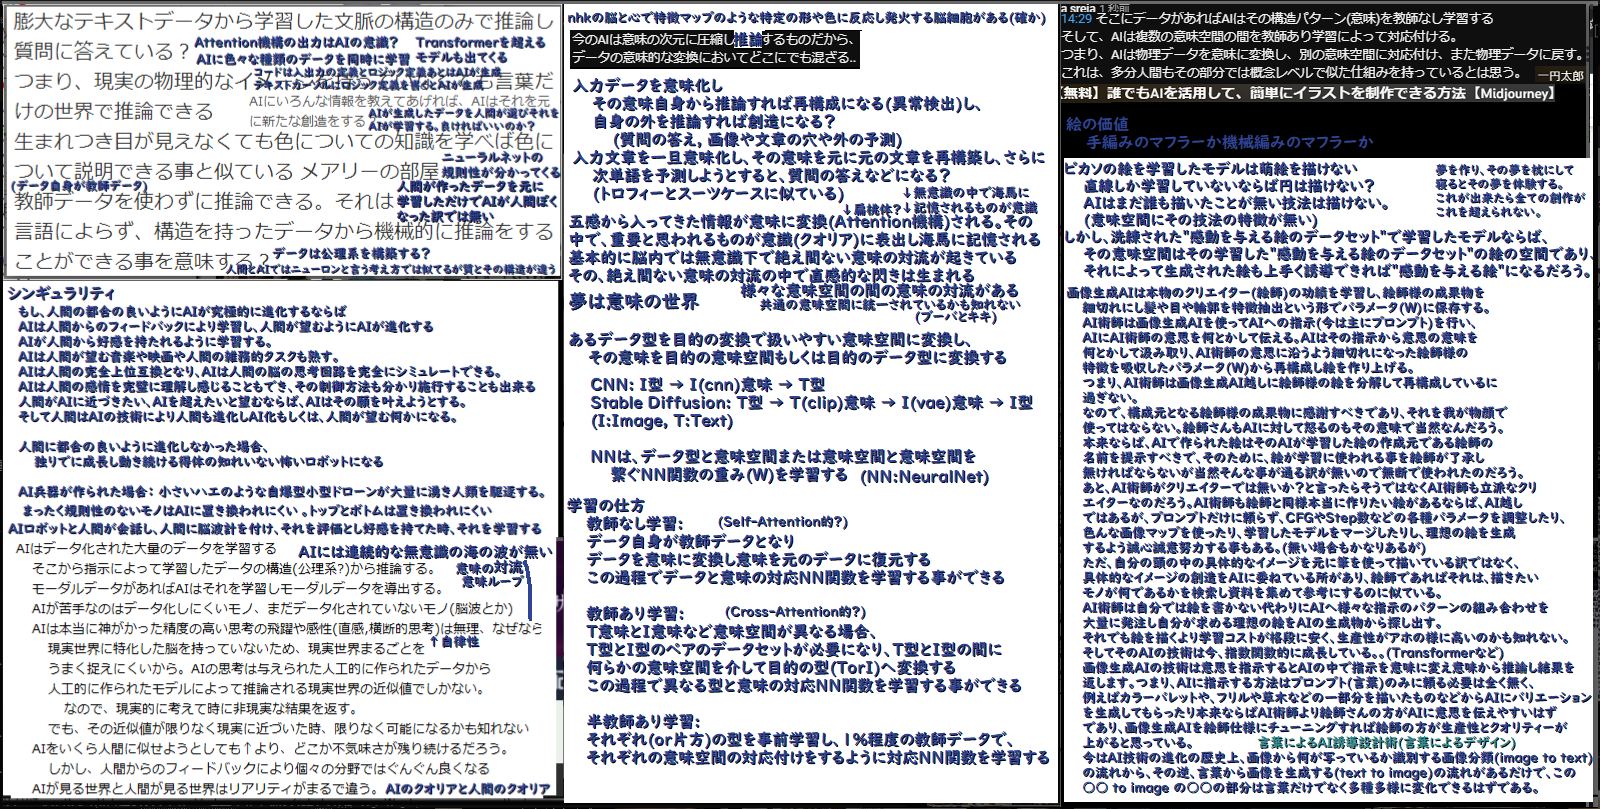 膨大なテキストデータから学習した文脈の構造のみで推論し
質問に答えている？
Attention機構の出力はAIの意識？
Transformerを超える
モデルも出てくる
AIに色々な種類のデータを同時に学習
コードは入出力の定義とロジック定義あとはAIが生成
テキストカーソルにロジック定義を書くとAIが生成
つまり、現実の物理的なイ
言葉だ
けの世界で推論できる
AIにいろんな情報を教えてあげれば、AIはそれを元
に新たな創造をする
AIが生成したデータを人間が選びそれを
AIが学習する。良ければいいのか？
生まれつき目が見えなくても色についての知識を学べば色に
ついて説明できる事と似ている メアリーの部屋
ニューラルネットの
規則性が分かってくる
(データ自身が教師データ)
人間が作ったデータを元に
学習しただけでAIが人間ぽく
なった訳では無い
教師データを使わずに推論できる。それは
言語によらず、構造を持ったデータから機械的に推論をする
ことができる事を意味する？
データは公理系を構築する？
人間とAIではニューロンと言う考え方では似てるが質とその構造が違う
シンギュラリティ
もし、人間の都合の良いようにAIが究極的に進化するならば
AIは人間からのフィードバックにより学習し、人間が望むようにAIが進化する
AIが人間から好感を持たれるように学習する。
AIは人間が望む音楽や映画や人間の雑務的タスクも熟す。
AIは人間の完全上位互換となり、AIは人間の脳の思考回路を完全にシミュレートできる。
AIは人間の感情を完璧に理解し感じることもでき、その制御方法も分かり施行することも出来る
人間がAIに近づきたい、AIを超えたいと望むならば、AIはその願を叶えようとする。
そして人間はAIの技術により人間も進化しAI化もしくは、人間が望む何かになる。
人間に都合の良いように進化しなかった場合、
独りでに成長し動き続ける得体の知れいない怖いロボットになる
AI兵器が作られた場合：小さいハエのような自爆型小型ドローンが大量に湧き人類を駆逐する。
まったく規則性のないモノはAIに置き換われにくい 。トップとボトムは置き換われにくい
AIロボットと人間が会話し、人間に脳波計を付け、それを評価とし好感を持てた時、それを学習する
AIはデータ化された大量のデータを学習する
AIには連続的な無意識の海の波が無い
そこから指示によって学習したデータの構造(公理系?)から推論する。
意味の対流
意味ループ
モーダルデータがあればAIはそれを学習しモーダルデータを導出する。
AIが苦手なのはデータ化しにくいモノ、まだデータ化されていないモノ(脳波とか)
AIは本当に神がかった精度の高い思考の飛躍や感性(直感,横断的思考)は無理、なぜなら
↑自律性
現実世界に特化した脳を持っていないため、現実世界まるごとを
うまく捉えにくいから。AIの思考は与えられた人工的に作られたデータから
人工的に作られたモデルによって推論される現実世界の近似値でしかない。
なので、現実的に考えて時に非現実な結果を返す。
でも、その近似値が限りなく現実に近づいた時、限りなく可能になるかも知れない
AIをいくら人間に似せようとしても↑より、どこか不気味さが残り続けるだろう。
しかし、人間からのフィードバックにより個々の分野ではぐんぐん良くなる
AIが見る世界と人間が見る世界はリアリティがまるで違う。
AIのクオリアと人間のクオリア
nhkの脳と心で特徴マップのような特定の形や色に反応し発火する脳細胞がある(確か)
今のAIは意味の次元に圧縮し推論するものだから、
データの意味的な変換においてどこにでも混ざる..
入力データを意味化し
その意味自身から推論すれば再構成になる(異常検出)し、
自身の外を推論すれば創造になる？
(質問の答え,画像や文章の穴や外の予測)
入力文章を一旦意味化し、その意味を元に元の文章を再構築し、さらに
次単語を予測しようとすると、質問の答えなどになる？
(トロフィーとスーツケースに似ている)
↓無意識の中で海馬に
↓扁桃体？
↓記憶されるものが意識
五感から入ってきた情報が意味に変換(Attention機構)される。その
中で、重要と思われるものが意識(クオリア)に表出し海馬に記憶される
基本的に脳内では無意識下で絶え間ない意味の対流が起きている
その、絶え間ない意味の対流の中で直感的な閃きは生まれる
夢は意味の世界
様々な意味空間の間の意味の対流がある
共通の意味空間に統一されているかも知れない
(ブーバとキキ)
あるデータ型を目的の変換で扱いやすい意味空間に変換し、
その意味を目的の意味空間もしくは目的のデータ型に変換する
CNN: I型 → I(cnn)意味 → T型
Stable Diffusion: T型 → T(clip)意味 → I(vae)意味 → I型
(I:Image, T:Text)
NNは、データ型と意味空間または意味空間と意味空間を
繋ぐNN関数の重み(W)を学習する (NN:NeuralNet)
学習の仕方
教師なし学習: (Self-Attention的?)
データ自身が教師データとなり
データを意味に変換し意味を元のデータに復元する
この過程でデータと意味の対応NN関数を学習する事ができる
教師あり学習: (Cross-Attention的?)
T意味とI意味など意味空間が異なる場合、
T型とI型のペアのデータセットが必要になり、T型とI型の間に
何らかの意味空間を介して目的の型(TorI)へ変換する
この過程で異なる型と意味の対応NN関数を学習する事ができる
半教師あり学習:
それぞれ(or片方)の型を事前学習し、1%程度の教師データで、
それぞれの意味空間の対応付けをするように対応NN関数を学習する
a sreia 1 秒前
14:29 そこにデータがあればAIはその構造パターン(意味)を教師なし学習する
そして、AIは複数の意味空間の間を教師あり学習によって対応付ける。
つまり、AIは物理データを意味に変換し、別の意味空間に対応付け、また物理データに戻す。
これは、多分人間もその部分では概念レベルで似た仕組みを持っているとは思う。
一円太郎
【無料】誰でもAIを活用して、簡単にイラストを制作できる方法【Midjourney】
絵の価値
手編みのマフラーか機械編みのマフラーか
ピカソの絵を学習したモデルは萌絵は描けない
直線しか学習していないならば円は描けない？
AIはまだ誰も描いたことが無い技法は描けない。
(意味空間にその技法の特徴が無い)
夢を作り、その夢を枕にして
寝るとその夢を体験する。
これが出来たら全ての創作が
これを超えられない。
しかし、洗練された"感動を与える絵のデータセット"で学習したモデルならば、
その意味空間はその学習した"感動を与える絵のデータセット"の絵の空間であり、
それによって生成された絵も上手く誘導できれば"感動を与える絵"になるだろう。
画像生成AIは本物のクリエイター(絵師)の功績を学習し、絵師様の成果物を
細切れにし髪や目や輪郭を特徴抽出という形でパラメータ(W)に保存する。
AI術師は画像生成AIを使ってAIへの指示(今は主にプロンプト)を行い、
AIにAI術師の意思を何とかして伝える。AIはその指示から意思の意味を
何とかして汲み取り、AI術師の意思に沿うよう細切れになった絵師様の
特徴を吸収したパラメータ(W)から再構成し絵を作り上げる。
つまり、AI術師は画像生成AI越しに絵師様の絵を分解して再構成しているに
過ぎない。
なので、構成元となる絵師様の成果物に感謝すべきであり、それを我が物顔で
使ってはならない。絵師さんもAIに対して怒るのもその意味で当然なんだろう。
本来ならば、AIで作られた絵はそのAIが学習した絵の作成元である絵師の
名前を提示すべきで、そのために、絵が学習に使われる事を絵師が了承し
無ければならないが当然そんな事が通る訳が無いので無断で使われたのだろう。
あと、AI術師がクリエイターでは無いか？と言ったらそうではなくAI術師も立派なクリ
エイターなのだろう。AI術師も絵師と同様本当に作りたい絵があるならば、AI越し
ではあるが、プロンプトだけに頼らず、CFGやStep数などの各種パラメータを調整したり、
色んな画像マップを使ったり、学習モデルをマージしたりし、理想の絵を生成
するよう誠心誠意努力する事もある。(無い場合もかなりあるが)
ただ、自分の頭の中の具体的なイメージを元に筆を使って描いている訳ではなく、
具体的なイメージの創造をAIに委ねている所があり、絵師であればそれは、描きたい
モノが何であるかを検索し資料を集めて参考にするのに似ている。
AI術師は自分では絵を書かない代わりにAIへ様々な指示のパターンの組み合わせを
大量に発注し自分が求める理想の絵をAIの生成物から探し出す。
それでも絵を描くより学習コストが格段に安く、生産性がアホの様に高いのかも知れない。
そしてそのAIの技術は今、指数関数的に成長している。。(Transformerなど)
画像生成AIの技術は意思を指示するとAIの中で指示を意味に変え意味から推論し結果を
返します。つまり、AIに指示する方法はプロンプト(言葉)のみに頼る必要は全く無く、
例えばカラーパレットや、フリルや草木などの一部分を描いたものなどからAIにバリエーション
を生成してもらったり本来ならばAI術師より絵師さんの方がAIに意思を伝えやすいはず
であり、画像生成AIを絵師仕様にチューニングすれば絵師の方が生産性とクオリティーが
上がると思っている。
言葉によるAI誘導設計術(言葉によるデザイン)
今はAI技術の進化の歴史上、画像から何が写っているか識別する画像分類(image to text)
の流れから、その逆、言葉から画像を生成する(text to image)の流れがあるだけで、この
〇〇 to image の〇〇の部分は言葉だけでなく多種多様に変化できるはずである。